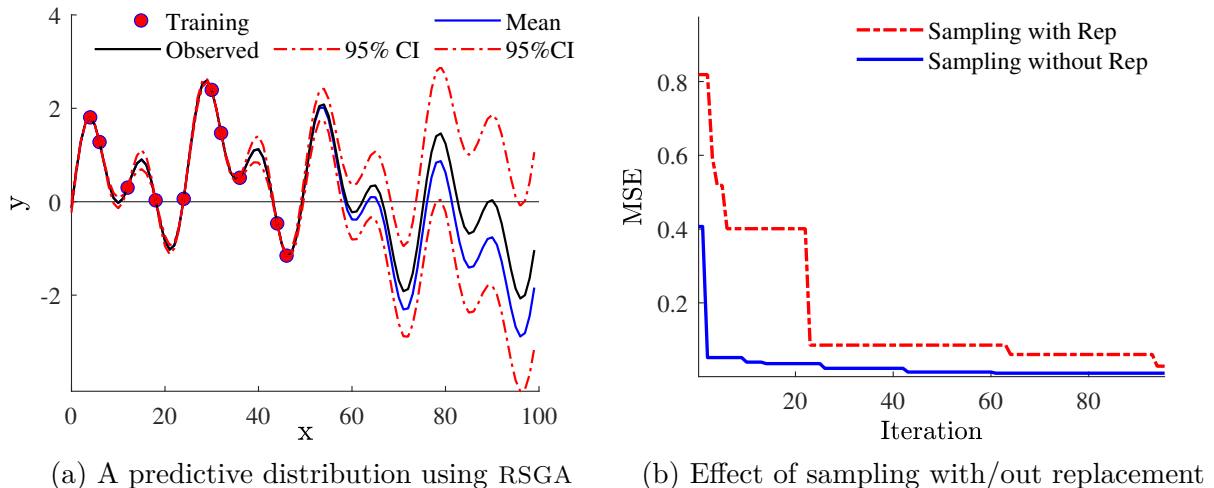 Training
Mean
Observed
95% CI
95%CI
4
2
0
-2
y
0
20
40
60
80
100
x
(a) A predictive distribution using RSGA
Sampling with Rep
Sampling without Rep
0.8
0.6
0.4
0.2
MSE
20
40
60
80
Iteration
(b) Effect of sampling with/out replacement